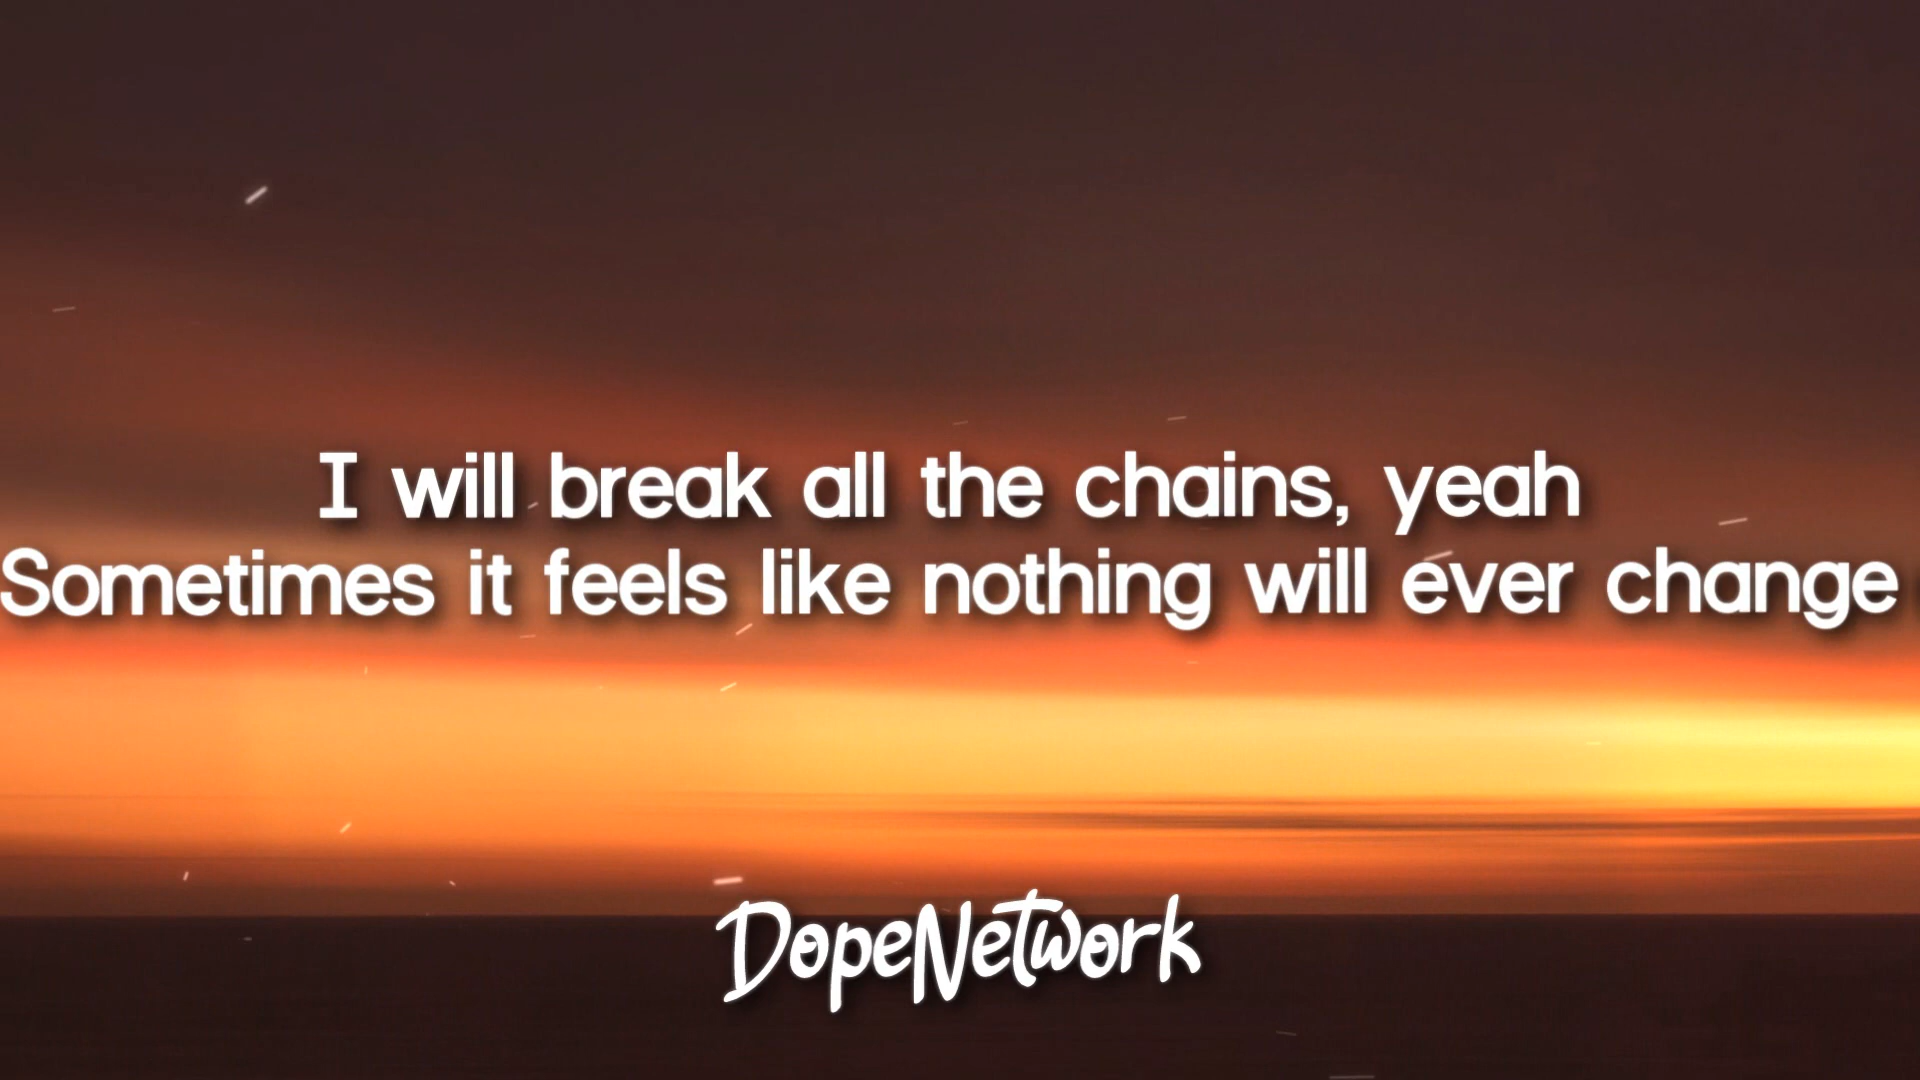 I will break all the chains, yeah
Sometimes it feels like nothing will ever change
DopeNetwork